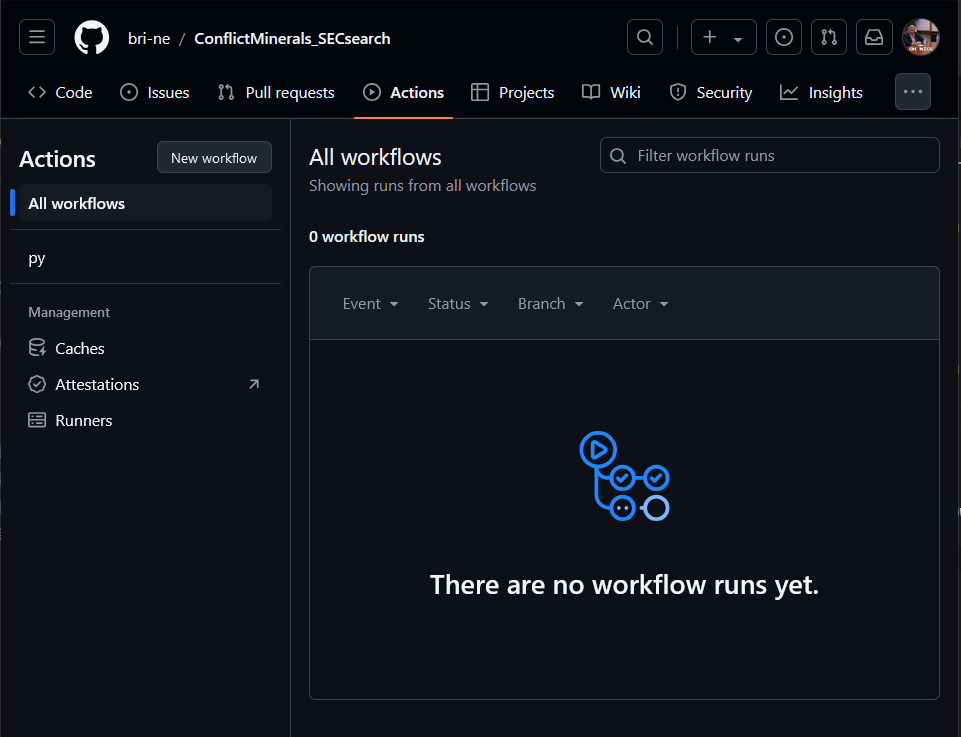 bri-ne / ConflictMinerals_SECsearch
Code Issues Pull requests Actions Projects Wiki Security Insights
Actions
New workflow
All workflows
py
Management
Caches
Attestations
Runners
All workflows
Showing runs from all workflows
Filter workflow runs
0 workflow runs
Event Status Branch Actor
There are no workflow runs yet.